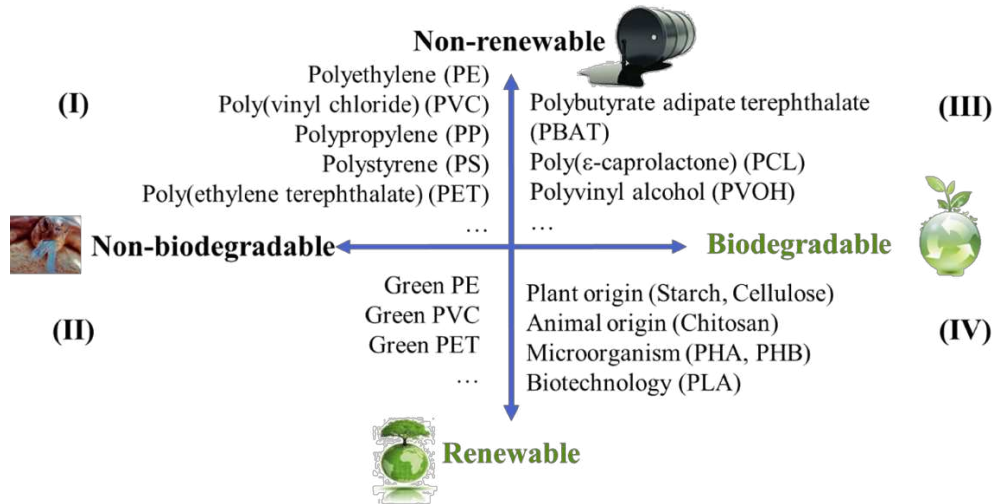 Non-renewable
(I)
Polyethylene (PE)
Poly(vinyl chloride) (PVC)
Polypropylene (PP)
Polystyrene (PS)
Poly(ethylene terephthalate) (PET)
…
Polybutyrate adipate terephthalate
(PBAT)
Poly(ε-caprolactone) (PCL)
Polyvinyl alcohol (PVOH)
…
(III)
Non-biodegradable
Biodegradable
(II)
Green PE
Green PVC
Green PET
…
Plant origin (Starch, Cellulose)
Animal origin (Chitosan)
Microorganism (PHA, PHB)
Biotechnology (PLA)
(IV)
Renewable